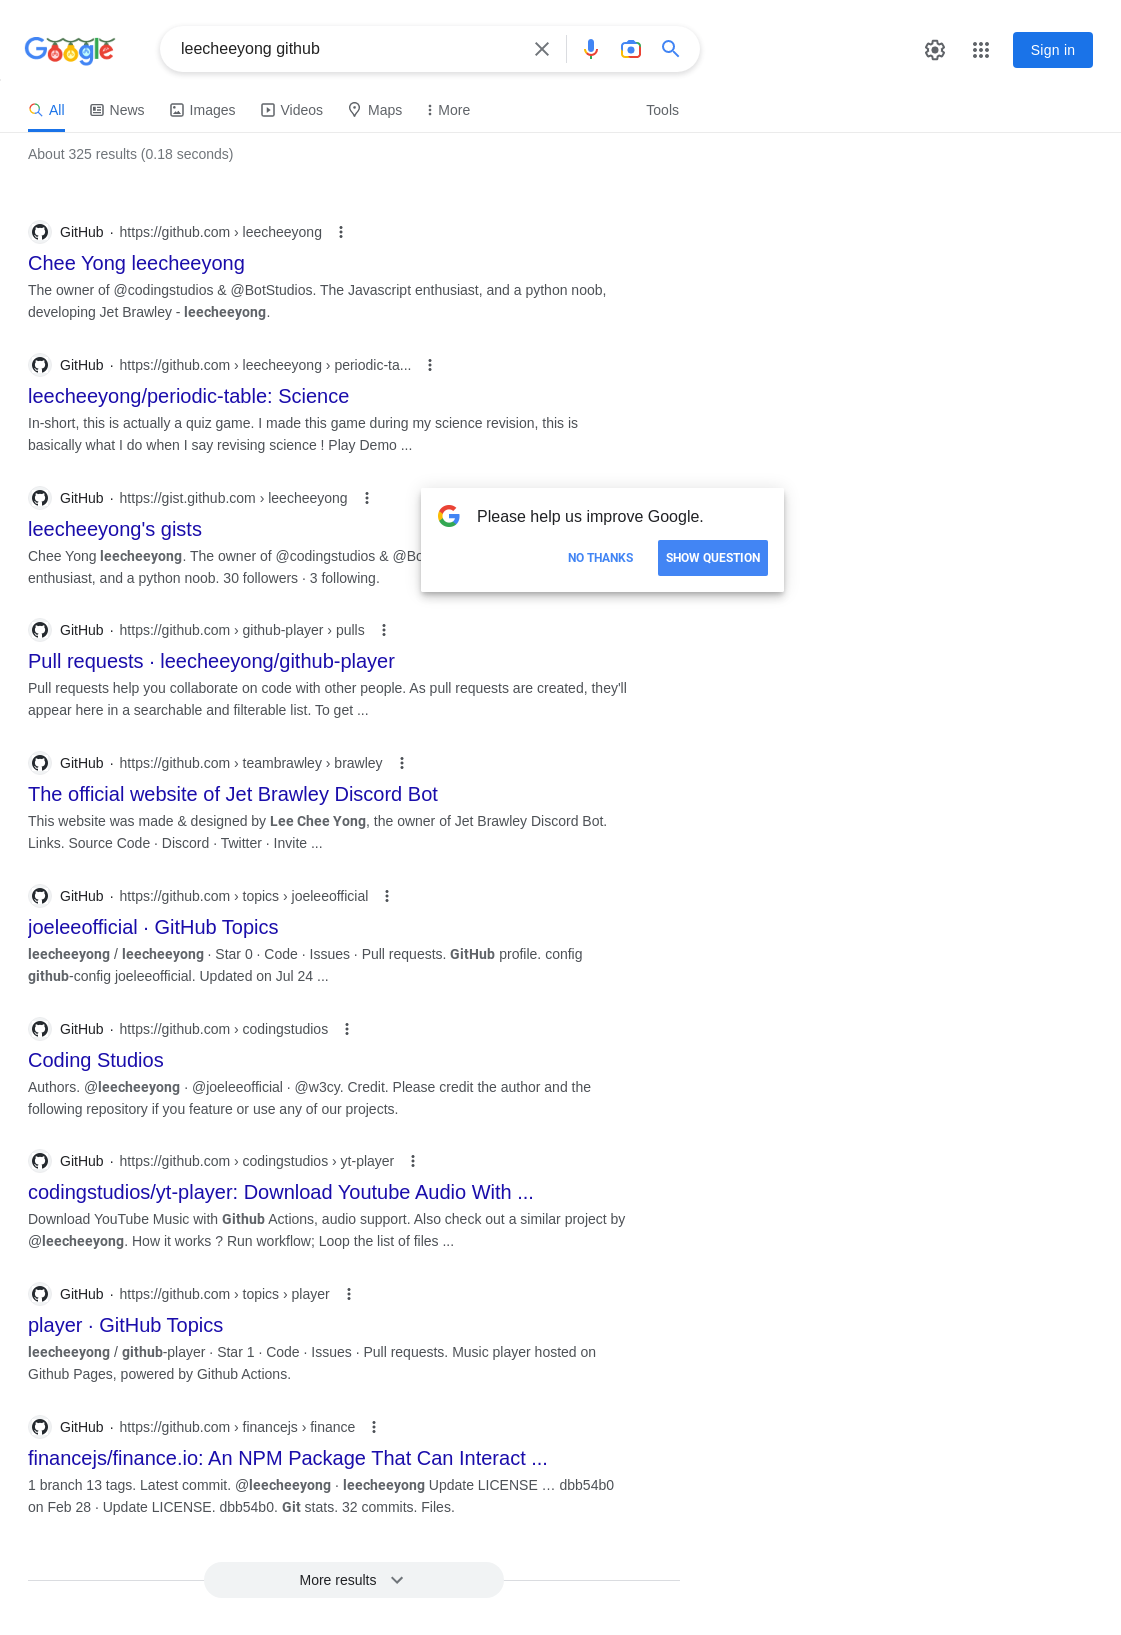 Google
leecheeyong github
Sign in
All
News
Images
Videos
Maps
More
Tools
About 325 results (0.18 seconds)
GitHub · https://github.com › leecheeyong
Chee Yong leecheeyong
The owner of @codingstudios & @BotStudios. The Javascript enthusiast, and a python noob,
developing Jet Brawley - leecheeyong.
GitHub · https://github.com › leecheeyong › periodic-ta...
leecheeyong/periodic-table: Science
In-short, this is actually a quiz game. I made this game during my science revision, this is
basically what I do when I say revising science ! Play Demo ...
GitHub · https://gist.github.com › leecheeyong
leecheeyong's gists
Chee Yong leecheeyong. The owner of @codingstudios & @Bo
enthusiast, and a python noob. 30 followers · 3 following.
Please help us improve Google.
NO THANKS
SHOW QUESTION
GitHub · https://github.com › github-player › pulls
Pull requests · leecheeyong/github-player
Pull requests help you collaborate on code with other people. As pull requests are created, they'll
appear here in a searchable and filterable list. To get ...
GitHub · https://github.com › teambrawley › brawley
The official website of Jet Brawley Discord Bot
This website was made & designed by Lee Chee Yong, the owner of Jet Brawley Discord Bot.
Links. Source Code · Discord · Twitter · Invite ...
GitHub · https://github.com › topics › joeleeofficial
joeleeofficial · GitHub Topics
leecheeyong / leecheeyong · Star 0 · Code · Issues · Pull requests. GitHub profile. config
github-config joeleeofficial. Updated on Jul 24 ...
GitHub · https://github.com › codingstudios
Coding Studios
Authors. @leecheeyong · @joeleeofficial · @w3cy. Credit. Please credit the author and the
following repository if you feature or use any of our projects.
GitHub · https://github.com › codingstudios › yt-player
codingstudios/yt-player: Download Youtube Audio With ...
Download YouTube Music with Github Actions, audio support. Also check out a similar project by
@leecheeyong. How it works ? Run workflow; Loop the list of files ...
GitHub · https://github.com › topics › player
player · GitHub Topics
leecheeyong / github-player · Star 1 · Code · Issues · Pull requests. Music player hosted on
Github Pages, powered by Github Actions.
GitHub · https://github.com › financejs › finance
financejs/finance.io: An NPM Package That Can Interact ...
1 branch 13 tags. Latest commit. @leecheeyong · leecheeyong Update LICENSE … dbb54b0
on Feb 28 · Update LICENSE. dbb54b0. Git stats. 32 commits. Files.
More results